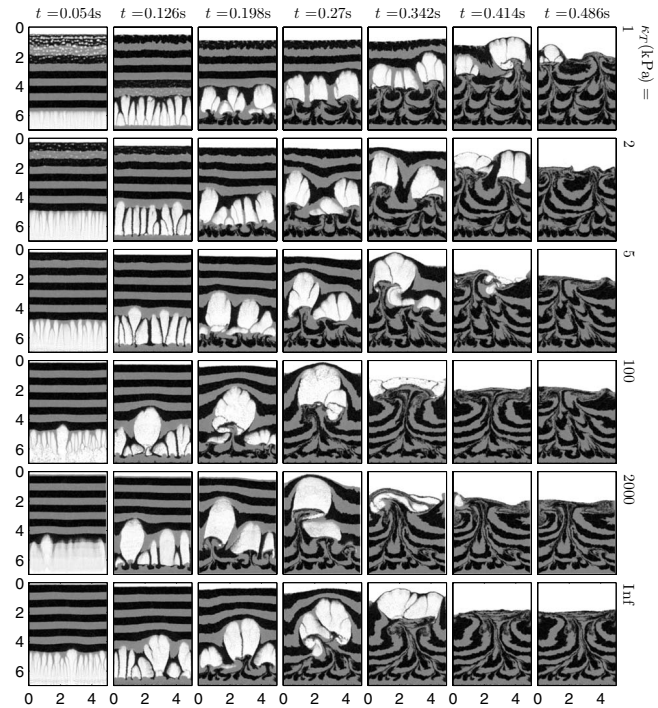 t =0.054s t =0.126s t =0.198s t =0.27s t =0.342s t =0.414s t =0.486s
0 2 4 6 1 κ_T(kPa) =
0 2 4 6 2
0 2 4 6 5
0 2 4 6 100
0 2 4 6 2000
0 2 4 6 Inf
0 2 4 0 2 4 0 2 4 0 2 4 0 2 4 0 2 4 0 2 4